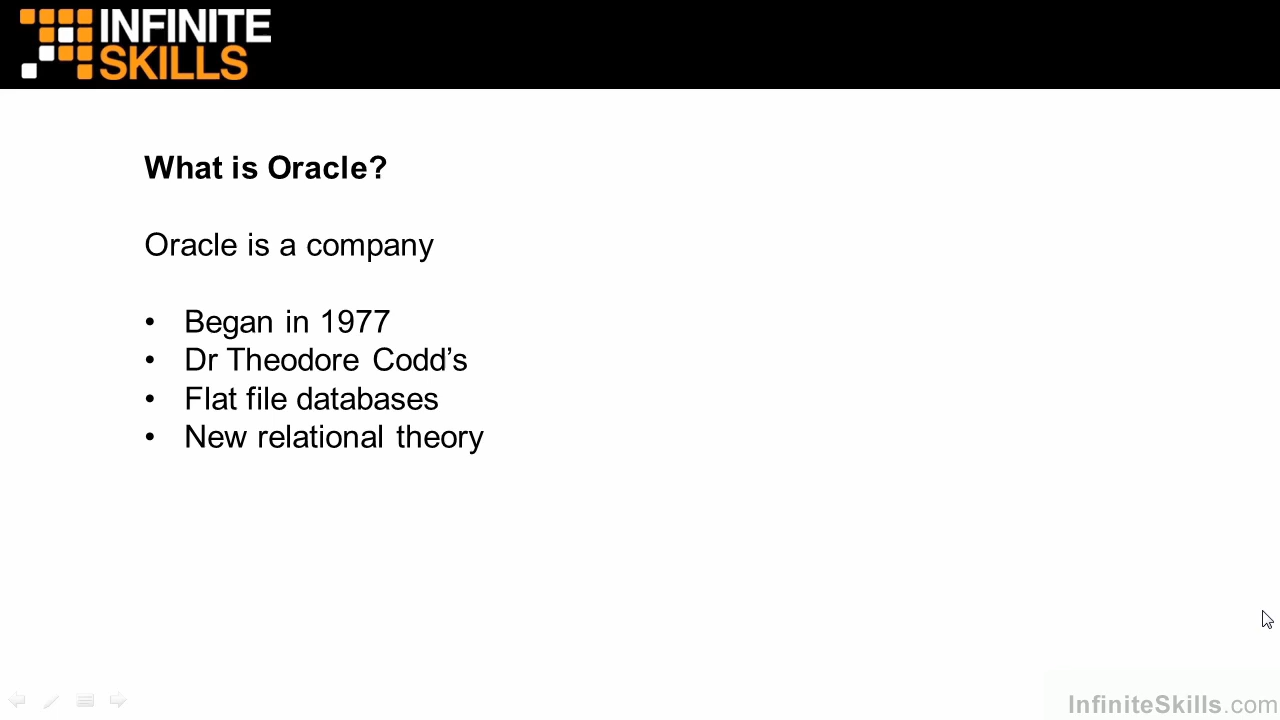 INFINITE
SKILLS
What is Oracle?
Oracle is a company
• Began in 1977
• Dr Theodore Codd’s
• Flat file databases
• New relational theory
InfiniteSkills.com